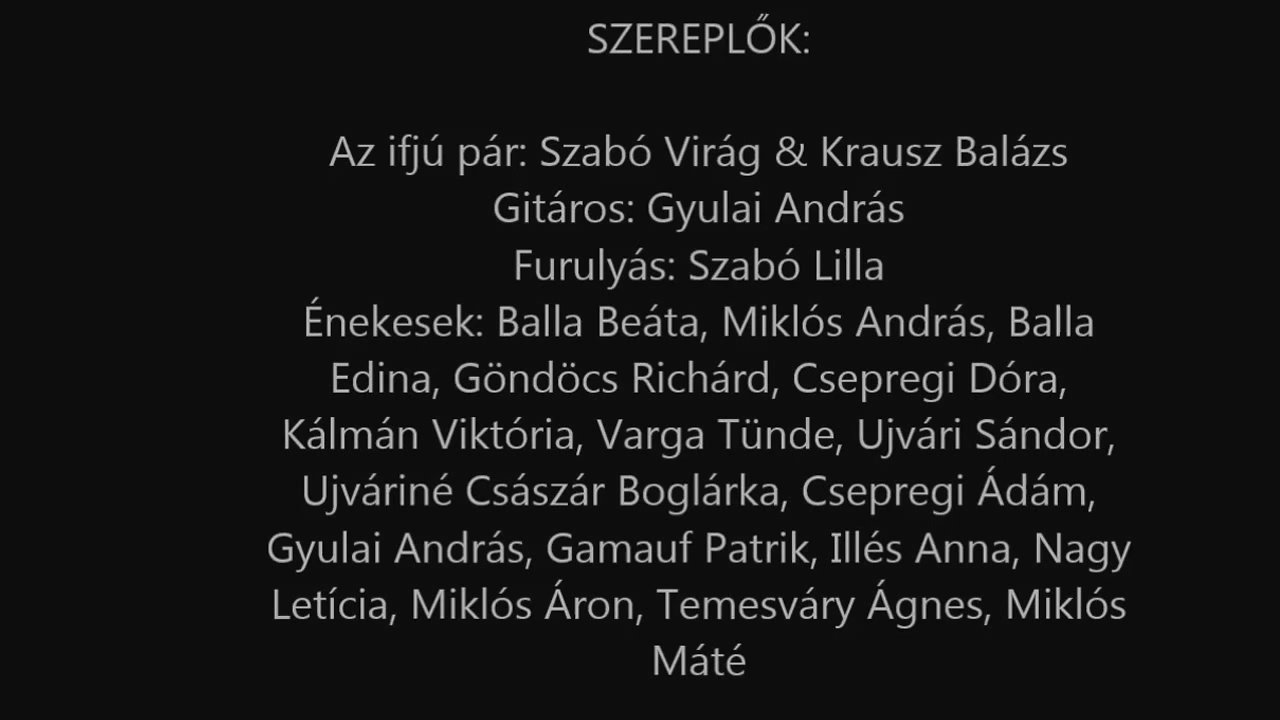 SZEREPLŐK:
Az ifjú pár: Szabó Virág & Krausz Balázs
Gitáros: Gyulai András
Furulyás: Szabó Lilla
Énekesek: Balla Beáta, Miklós András, Balla
Edina, Göndöcs Richárd, Csepregi Dóra,
Kálmán Viktória, Varga Tünde, Ujvári Sándor,
Ujváriné Császár Boglárka, Csepregi Ádám,
Gyulai András, Gamauf Patrik, Illés Anna, Nagy
Letícia, Miklós Áron, Temesváry Ágnes, Miklós
Máté